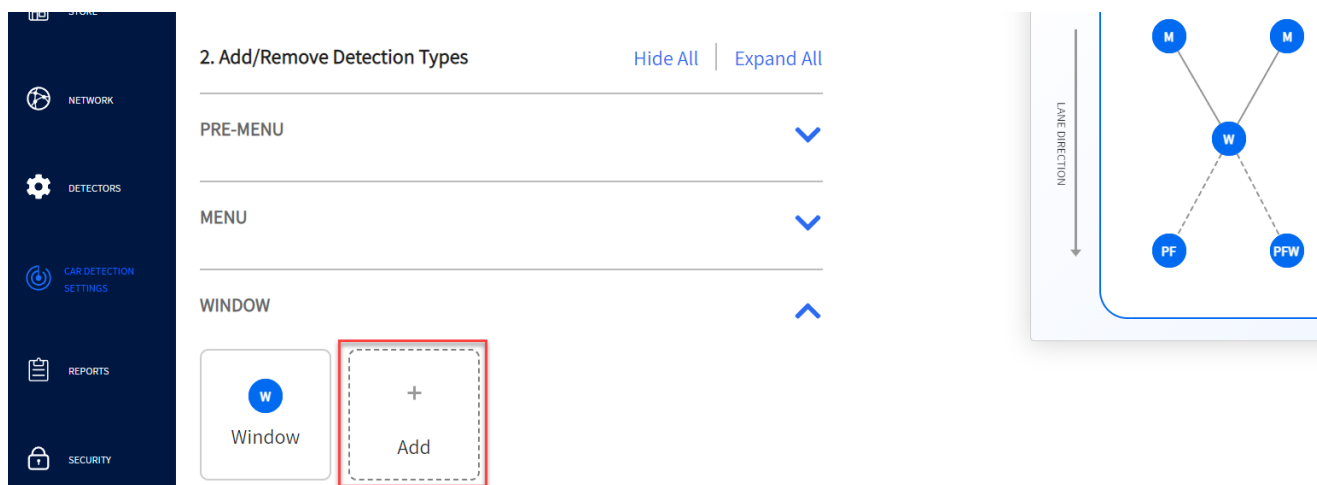 STORE
NETWORK
DETECTORS
CAR DETECTION
SETTINGS
REPORTS
SECURITY
2. Add/Remove Detection Types
Hide All
Expand All
PRE-MENU
MENU
WINDOW
W
Window
+
Add
LANE DIRECTION
M
M
W
PF
PFW